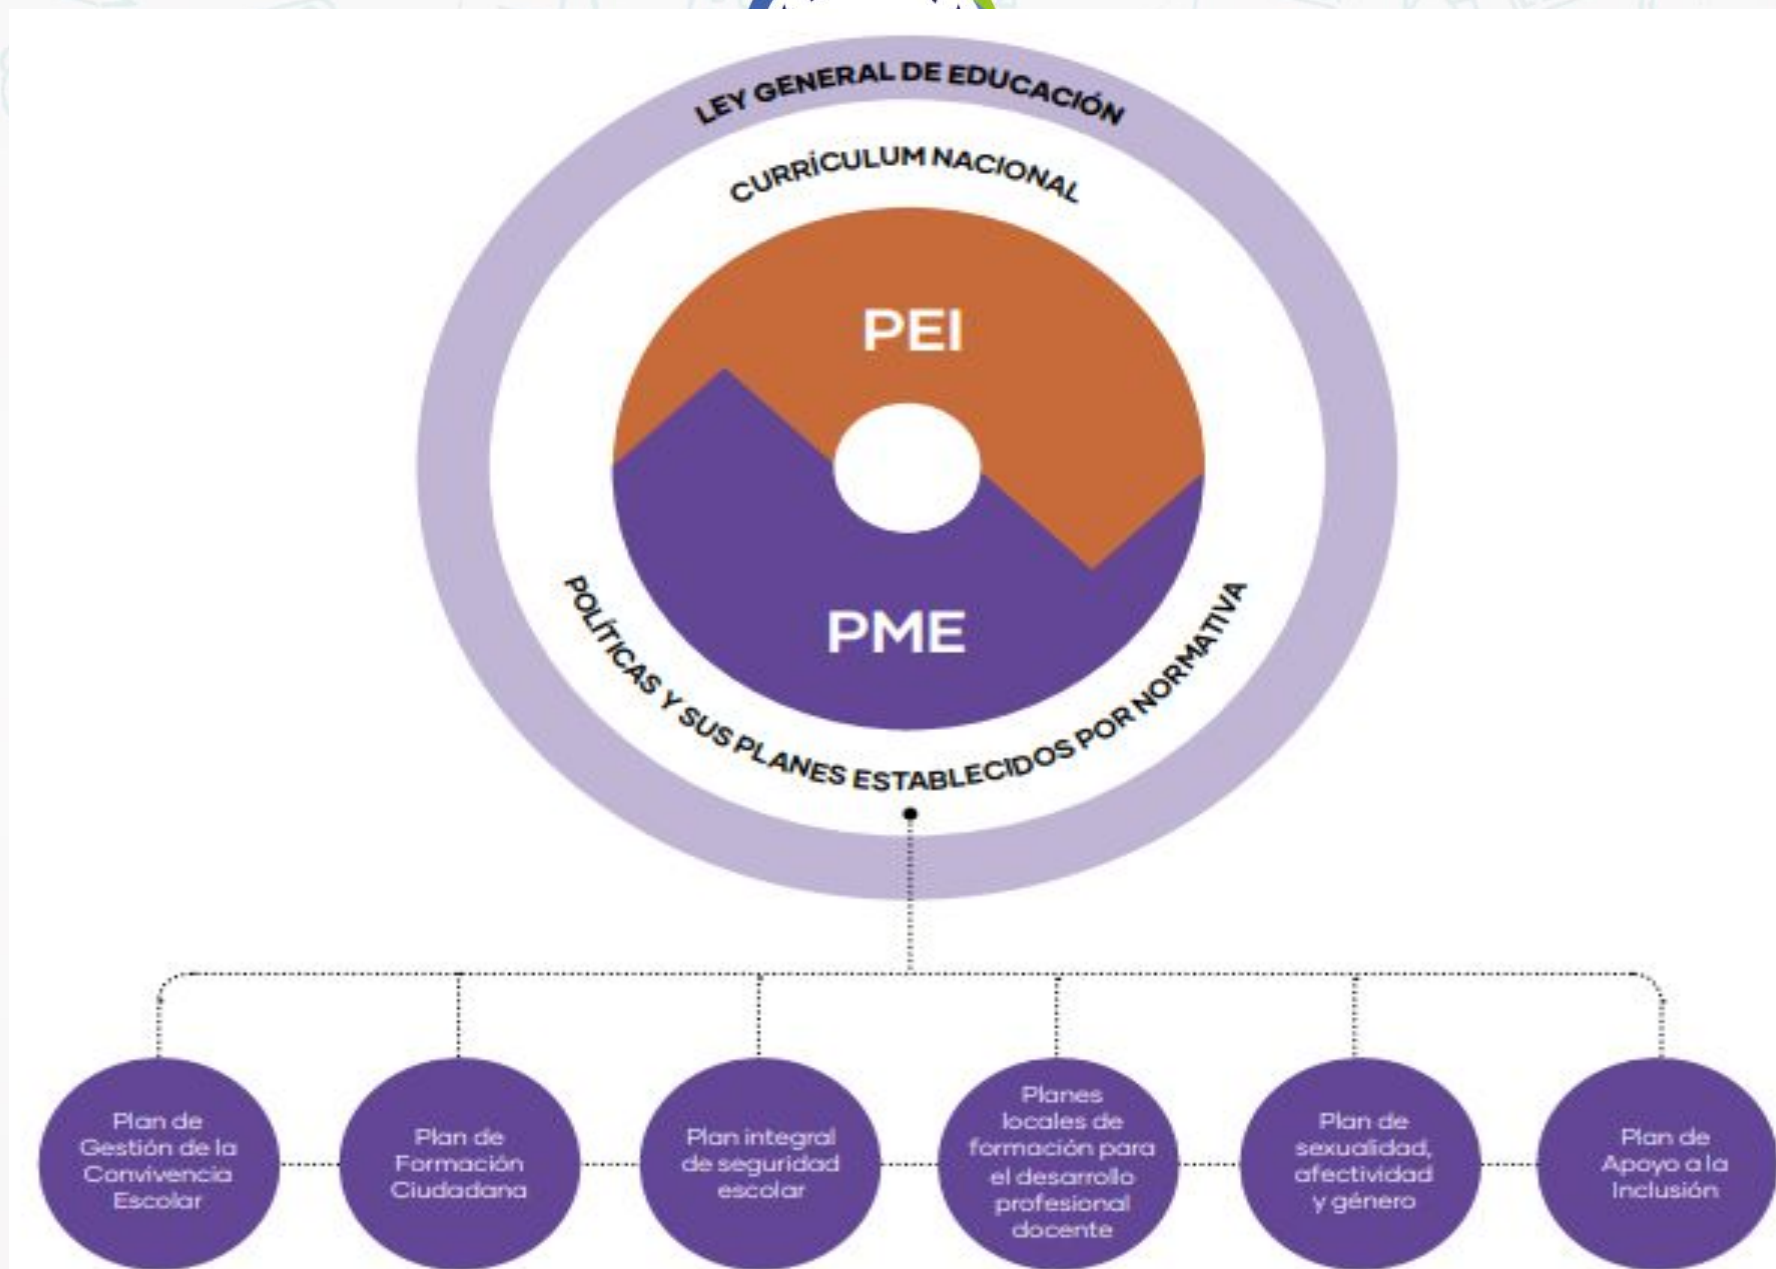 LEY GENERAL DE EDUCACIÓN
CURRÍCULUM NACIONAL
PEI
PME
POLÍTICAS Y SUS PLANES ESTABLECIDOS POR NORMATIVA
Plan de
Gestión de la
Convivencia
Escolar
Plan de
Formación
Ciudadana
Plan integral
de seguridad
escolar
Planes
locales de
formación para
el desarrollo
profesional
docente
Plan de
sexualidad,
afectividad
y género
Plan de
Apoyo a la
Inclusión